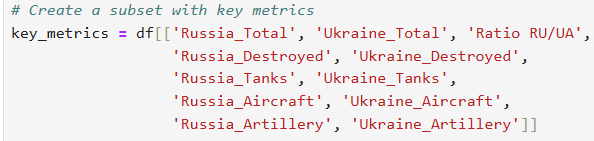 # Create a subset with key metrics
key_metrics = df[['Russia_Total', 'Ukraine_Total', 'Ratio RU/UA',
'Russia_Destroyed', 'Ukraine_Destroyed',
'Russia_Tanks', 'Ukraine_Tanks',
'Russia_Aircraft', 'Ukraine_Aircraft',
'Russia_Artillery', 'Ukraine_Artillery']]